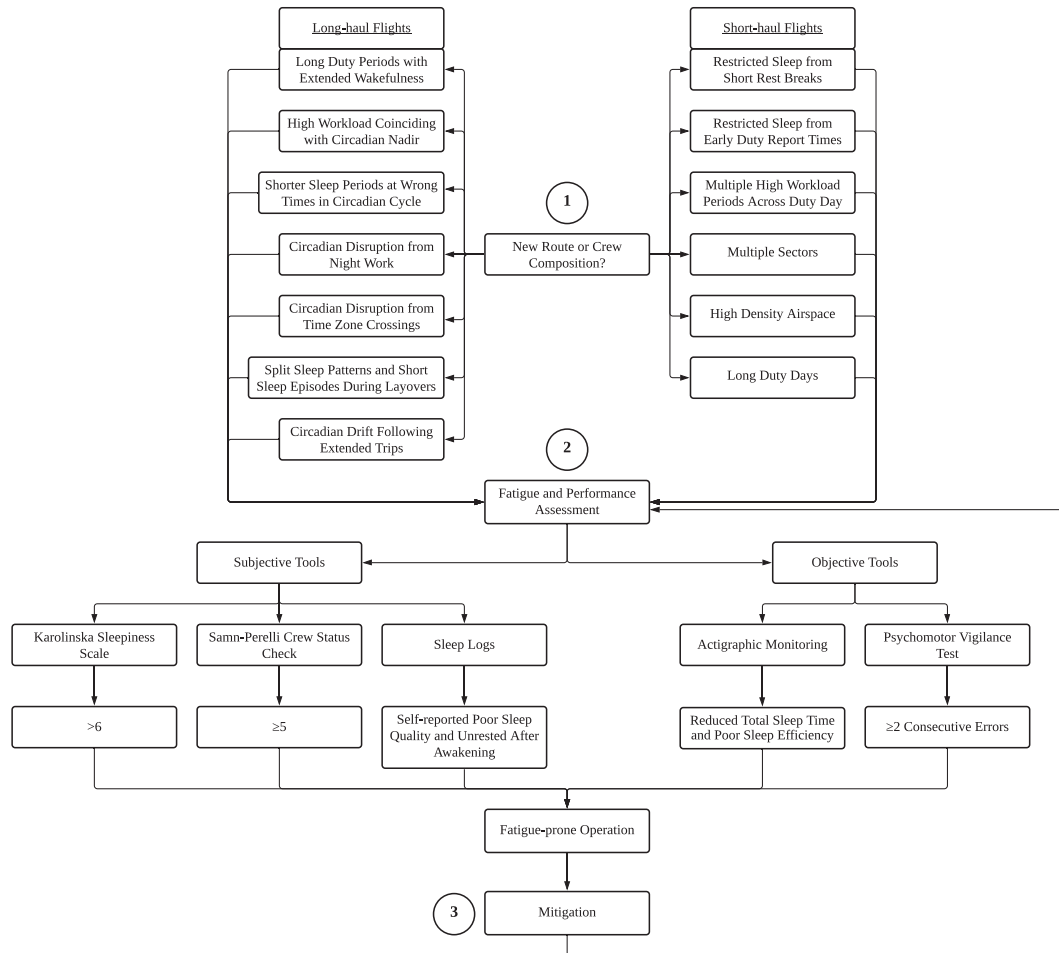 Long-haul Flights
Short-haul Flights
Long Duty Periods with
Extended Wakefulness
Restricted Sleep from
Short Rest Breaks
High Workload Coinciding
with Circadian Nadir
Restricted Sleep from
Early Duty Report Times
Shorter Sleep Periods at Wrong
Times in Circadian Cycle
1
Multiple High Workload
Periods Across Duty Day
Circadian Disruption from
Night Work
New Route or Crew
Composition?
Multiple Sectors
Circadian Disruption from
Time Zone Crossings
High Density Airspace
Split Sleep Patterns and Short
Sleep Episodes During Layovers
Long Duty Days
Circadian Drift Following
Extended Trips
2
Fatigue and Performance
Assessment
Subjective Tools
Objective Tools
Karolinska Sleepiness
Scale
Samn-Perelli Crew Status
Check
Sleep Logs
Actigraphic Monitoring
Psychomotor Vigilance
Test
>6
≥5
Self-reported Poor Sleep
Quality and Unrested After
Awakening
Reduced Total Sleep Time
and Poor Sleep Efficiency
≥2 Consecutive Errors
Fatigue-prone Operation
3
Mitigation